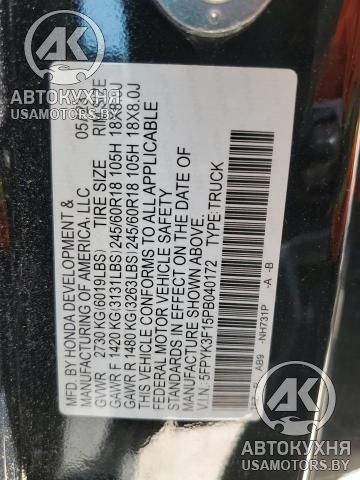 MFD. BY HONDA DEVELOPMENT &
MANUFACTURING OF AMERICA, LLC
GVWR 2730 KG(6019LBS) TIRE SIZE
GAWR F 1420 KG(3131LBS)245/60R18 105H 18X8.0J
GAWR R 1480 KG(3263LBS)245/60R18 105H 18X8.0J
THIS VEHICLE CONFORMS TO ALL APPLICABLE
FEDERAL MOTOR VEHICLE SAFETY
STANDARDS IN EFFECT ON THE DATE OF
MANUFACTURE SHOWN ABOVE.
V.I.N.: 5FPYK3F15PB040172 TYPE: TRUCK
AB9 NH731P -A -B
АВТОКУХНЯ
USAMOTORS.BY
АВТОКУХНЯ
USAMOTORS.BY
АВТОКУХНЯ
USAMOTORS.BY